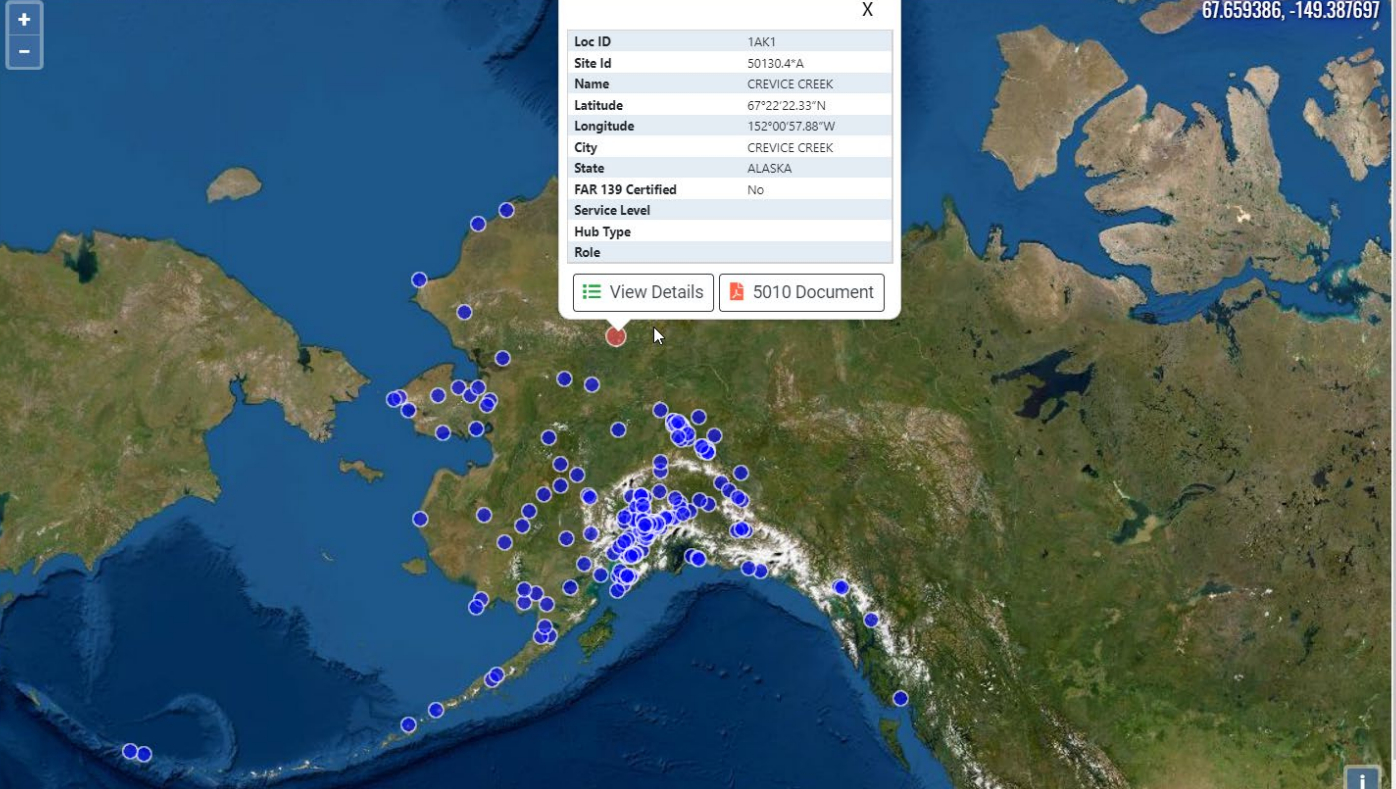 +
−
67.659386, -149.387697
X
Loc ID 1AK1
Site Id 50130.4*A
Name CREVICE CREEK
Latitude 67°22'22.33"N
Longitude 152°00'57.88"W
City CREVICE CREEK
State ALASKA
FAR 139 Certified No
Service Level
Hub Type
Role
View Details 5010 Document
i